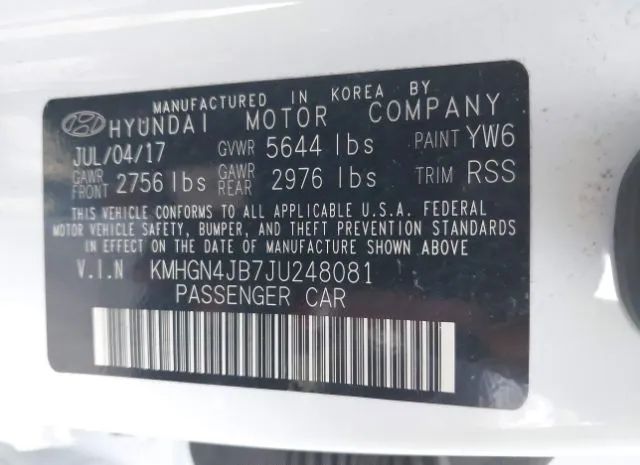 MANUFACTURED IN KOREA BY
HYUNDAI MOTOR COMPANY
JUL/04/17 GVWR 5644 lbs PAINT YW6
GAWR FRONT 2756 lbs GAWR REAR 2976 lbs TRIM RSS
THIS VEHICLE CONFORMS TO ALL APPLICABLE U.S.A. FEDERAL
MOTOR VEHICLE SAFETY, BUMPER, AND THEFT PREVENTION STANDARDS
IN EFFECT ON THE DATE OF MANUFACTURE SHOWN ABOVE.
V.I.N KMHGN4JB7JU248081
PASSENGER CAR